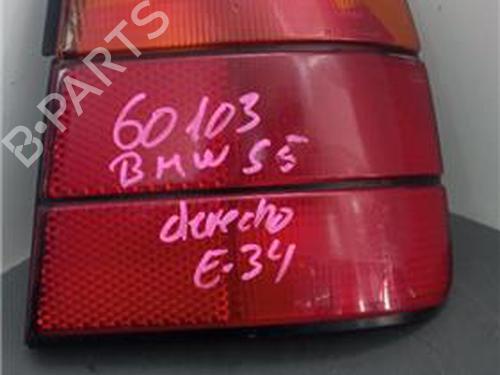 B-PARTS
60103
BMW S5
derecho
E-34